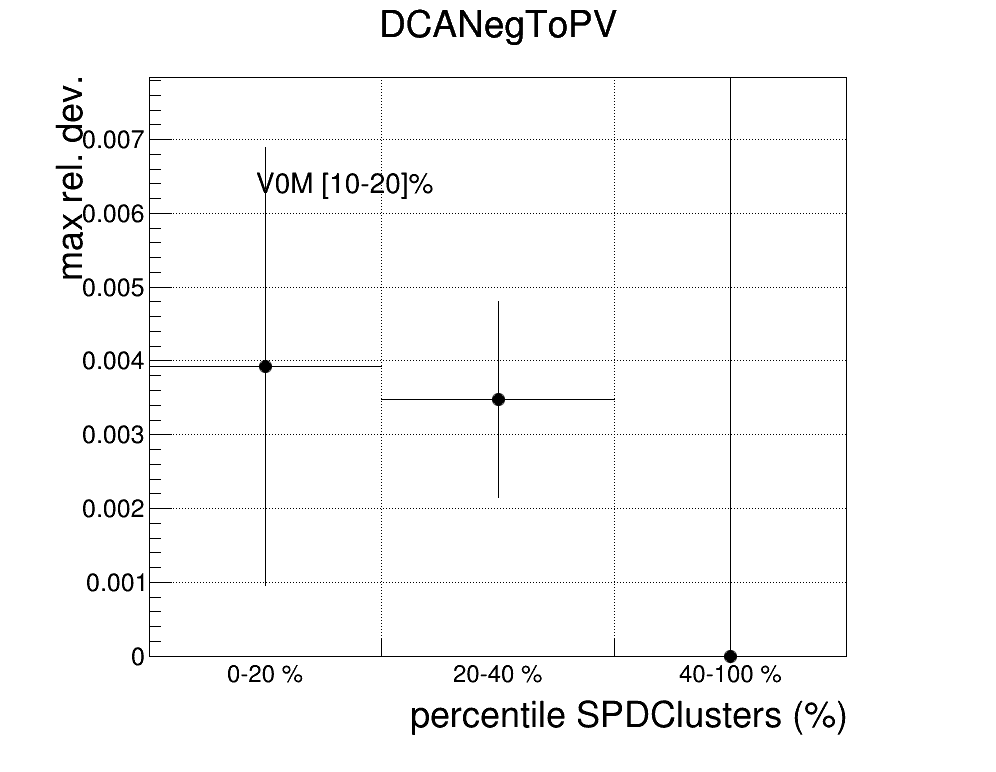 DCANegToPV
max rel. dev.
0.007
0.006
0.005
0.004
0.003
0.002
0.001
0
V0M [10-20]%
0-20 %
20-40 %
40-100 %
percentile SPDClusters (%)